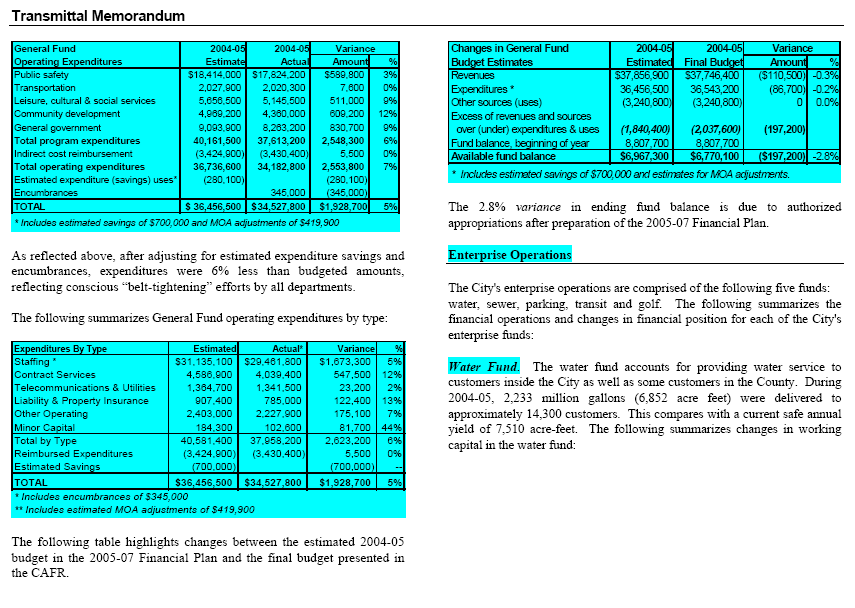 Transmittal Memorandum
General Fund 2004-05 2004-05 Variance
Operating Expenditures Estimate Actual Amount %
Public safety $18,414,000 $17,824,200 $589,800 3%
Transportation 2,027,900 2,020,300 7,600 0%
Leisure, cultural & social services 5,656,500 5,145,500 511,000 9%
Community development 4,969,200 4,360,000 609,200 12%
General government 9,093,900 8,263,200 830,700 9%
Total program expenditures 40,161,500 37,613,200 2,548,300 6%
Indirect cost reimbursement (3,424,900) (3,430,400) 5,500 0%
Total operating expenditures 36,736,600 34,182,800 2,553,800 7%
Estimated expenditure (savings) uses* (280,100) (280,100)
Encumbrances 345,000 (345,000)
TOTAL $ 36,456,500 $34,527,800 $1,928,700 5%
* Includes estimated savings of $700,000 and MOA adjustments of $419,900
As reflected above, after adjusting for estimated expenditure savings and
encumbrances, expenditures were 6% less than budgeted amounts,
reflecting conscious “belt-tightening” efforts by all departments.
The following summarizes General Fund operating expenditures by type:
Expenditures By Type Estimated Actual* Variance %
Staffing * $31,135,100 $29,461,800 $1,673,300 5%
Contract Services 4,586,900 4,039,400 547,500 12%
Telecommunications & Utilities 1,364,700 1,341,500 23,200 2%
Liability & Property Insurance 907,400 785,000 122,400 13%
Other Operating 2,403,000 2,227,900 175,100 7%
Minor Capital 184,300 102,600 81,700 44%
Total by Type 40,581,400 37,958,200 2,623,200 6%
Reimbursed Expenditures (3,424,900) (3,430,400) 5,500 0%
Estimated Savings (700,000) (700,000) --
TOTAL $36,456,500 $34,527,800 $1,928,700 5%
* Includes encumbrances of $345,000
** Includes estimated MOA adjustments of $419,900
The following table highlights changes between the estimated 2004-05
budget in the 2005-07 Financial Plan and the final budget presented in
the CAFR.
Changes in General Fund 2004-05 2004-05 Variance
Budget Estimates Estimated Final Budget Amount %
Revenues $37,856,900 $37,746,400 ($110,500) -0.3%
Expenditures * 36,456,500 36,543,200 (86,700) -0.2%
Other sources (uses) (3,240,800) (3,240,800) 0 0.0%
Excess of revenues and sources
over (under) expenditures & uses (1,840,400) (2,037,600) (197,200)
Fund balance, beginning of year 8,807,700 8,807,700
Available fund balance $6,967,300 $6,770,100 ($197,200) -2.8%
* Includes estimated savings of $700,000 and estimates for MOA adjustments.
The 2.8% variance in ending fund balance is due to authorized
appropriations after preparation of the 2005-07 Financial Plan.
Enterprise Operations
The City's enterprise operations are comprised of the following five funds:
water, sewer, parking, transit and golf. The following summarizes the
financial operations and changes in financial position for each of the City's
enterprise funds:
Water Fund. The water fund accounts for providing water service to
customers inside the City as well as some customers in the County. During
2004-05, 2,233 million gallons (6,852 acre feet) were delivered to
approximately 14,300 customers. This compares with a current safe annual
yield of 7,510 acre-feet. The following summarizes changes in working
capital in the water fund: